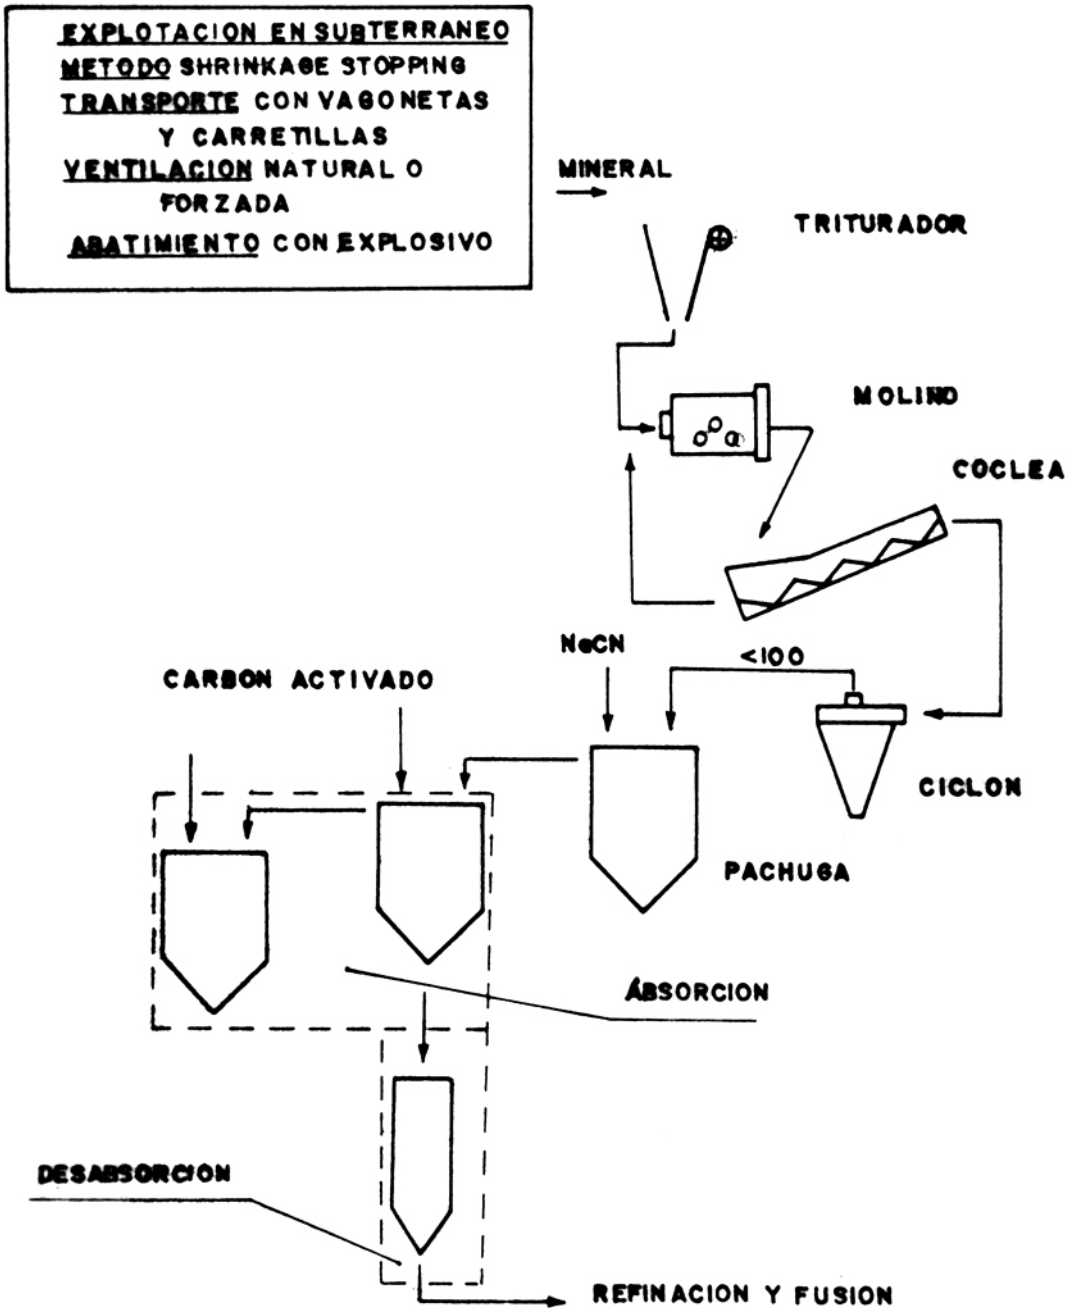 EXPLOTACION EN SUBTERRANEO
METODO SHRINKAGE STOPPING
TRANSPORTE CON VAGONETAS
Y CARRETILLAS
VENTILACION NATURAL O
FORZADA
ABATIMIENTO CON EXPLOSIVO
MINERAL
TRITURADOR
MOLINO
COCLEA
NaCN
<100
CARBON ACTIVADO
CICLON
PACHUGA
ABSORCION
DESABSORCION
REFINACION Y FUSION